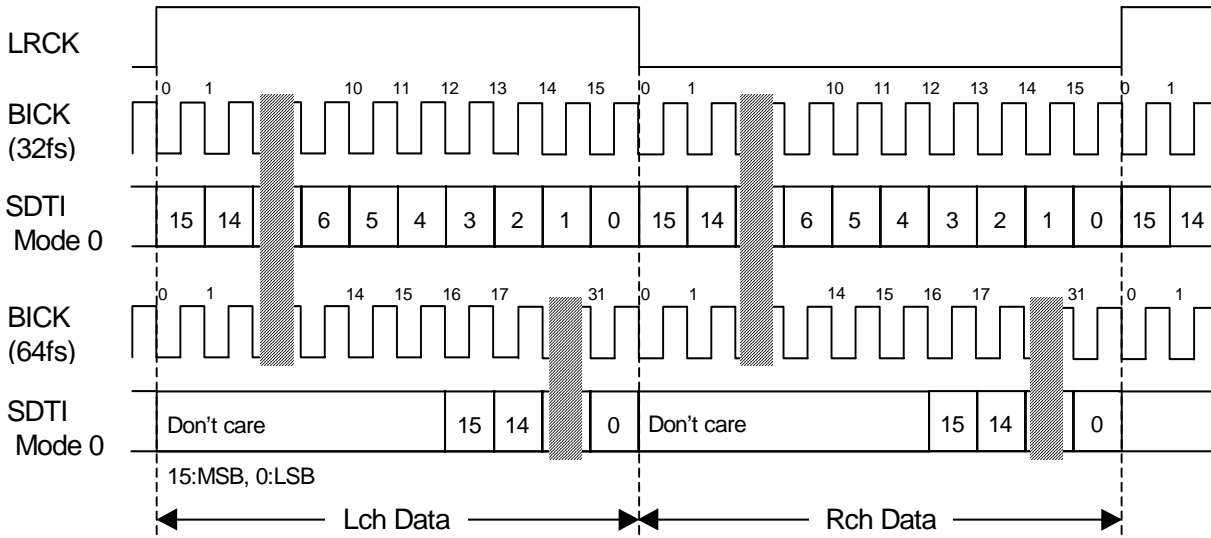 LRCK
0 1 10 11 12 13 14 15 0 1 10 11 12 13 14 15 0 1
BICK
(32fs)
SDTI
Mode 0
15 14 6 5 4 3 2 1 0 15 14 6 5 4 3 2 1 0 15 14
0 1 14 15 16 17 31 0 1 14 15 16 17 31 0 1
BICK
(64fs)
SDTI
Mode 0
Don't care 15 14 0 Don't care 15 14 0
15:MSB, 0:LSB
Lch Data Rch Data